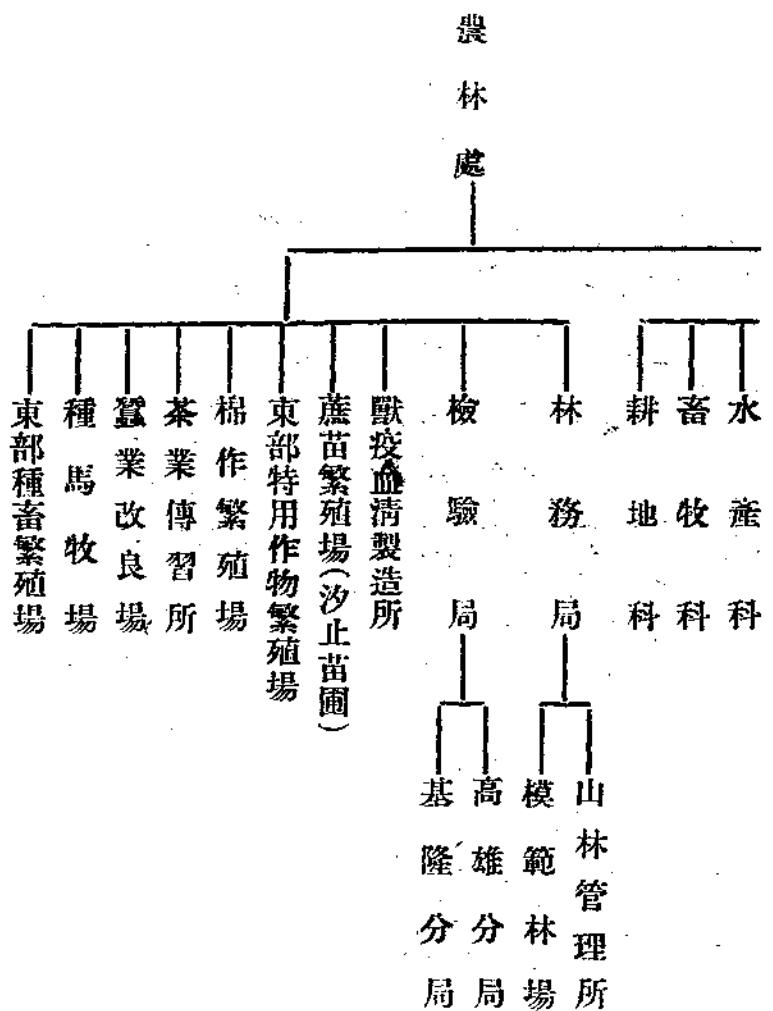 農林處
水產科
畜牧科
耕地科
林務局
檢驗局
獸疫血淸製造所
蔗苗繁殖場(汐止苗圃)
東部特用作物繁殖場
棉作繁殖場
茶業傳習所
蠶業改良場
種馬牧場
東部種畜繁殖場
山林管理所
模範林場
高雄分局
基隆分局